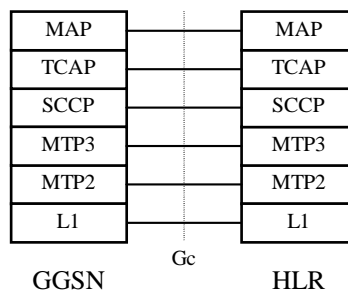 MAP MAP
TCAP TCAP
SCCP SCCP
MTP3 MTP3
MTP2 MTP2
L1 L1
Gc
GGSN HLR